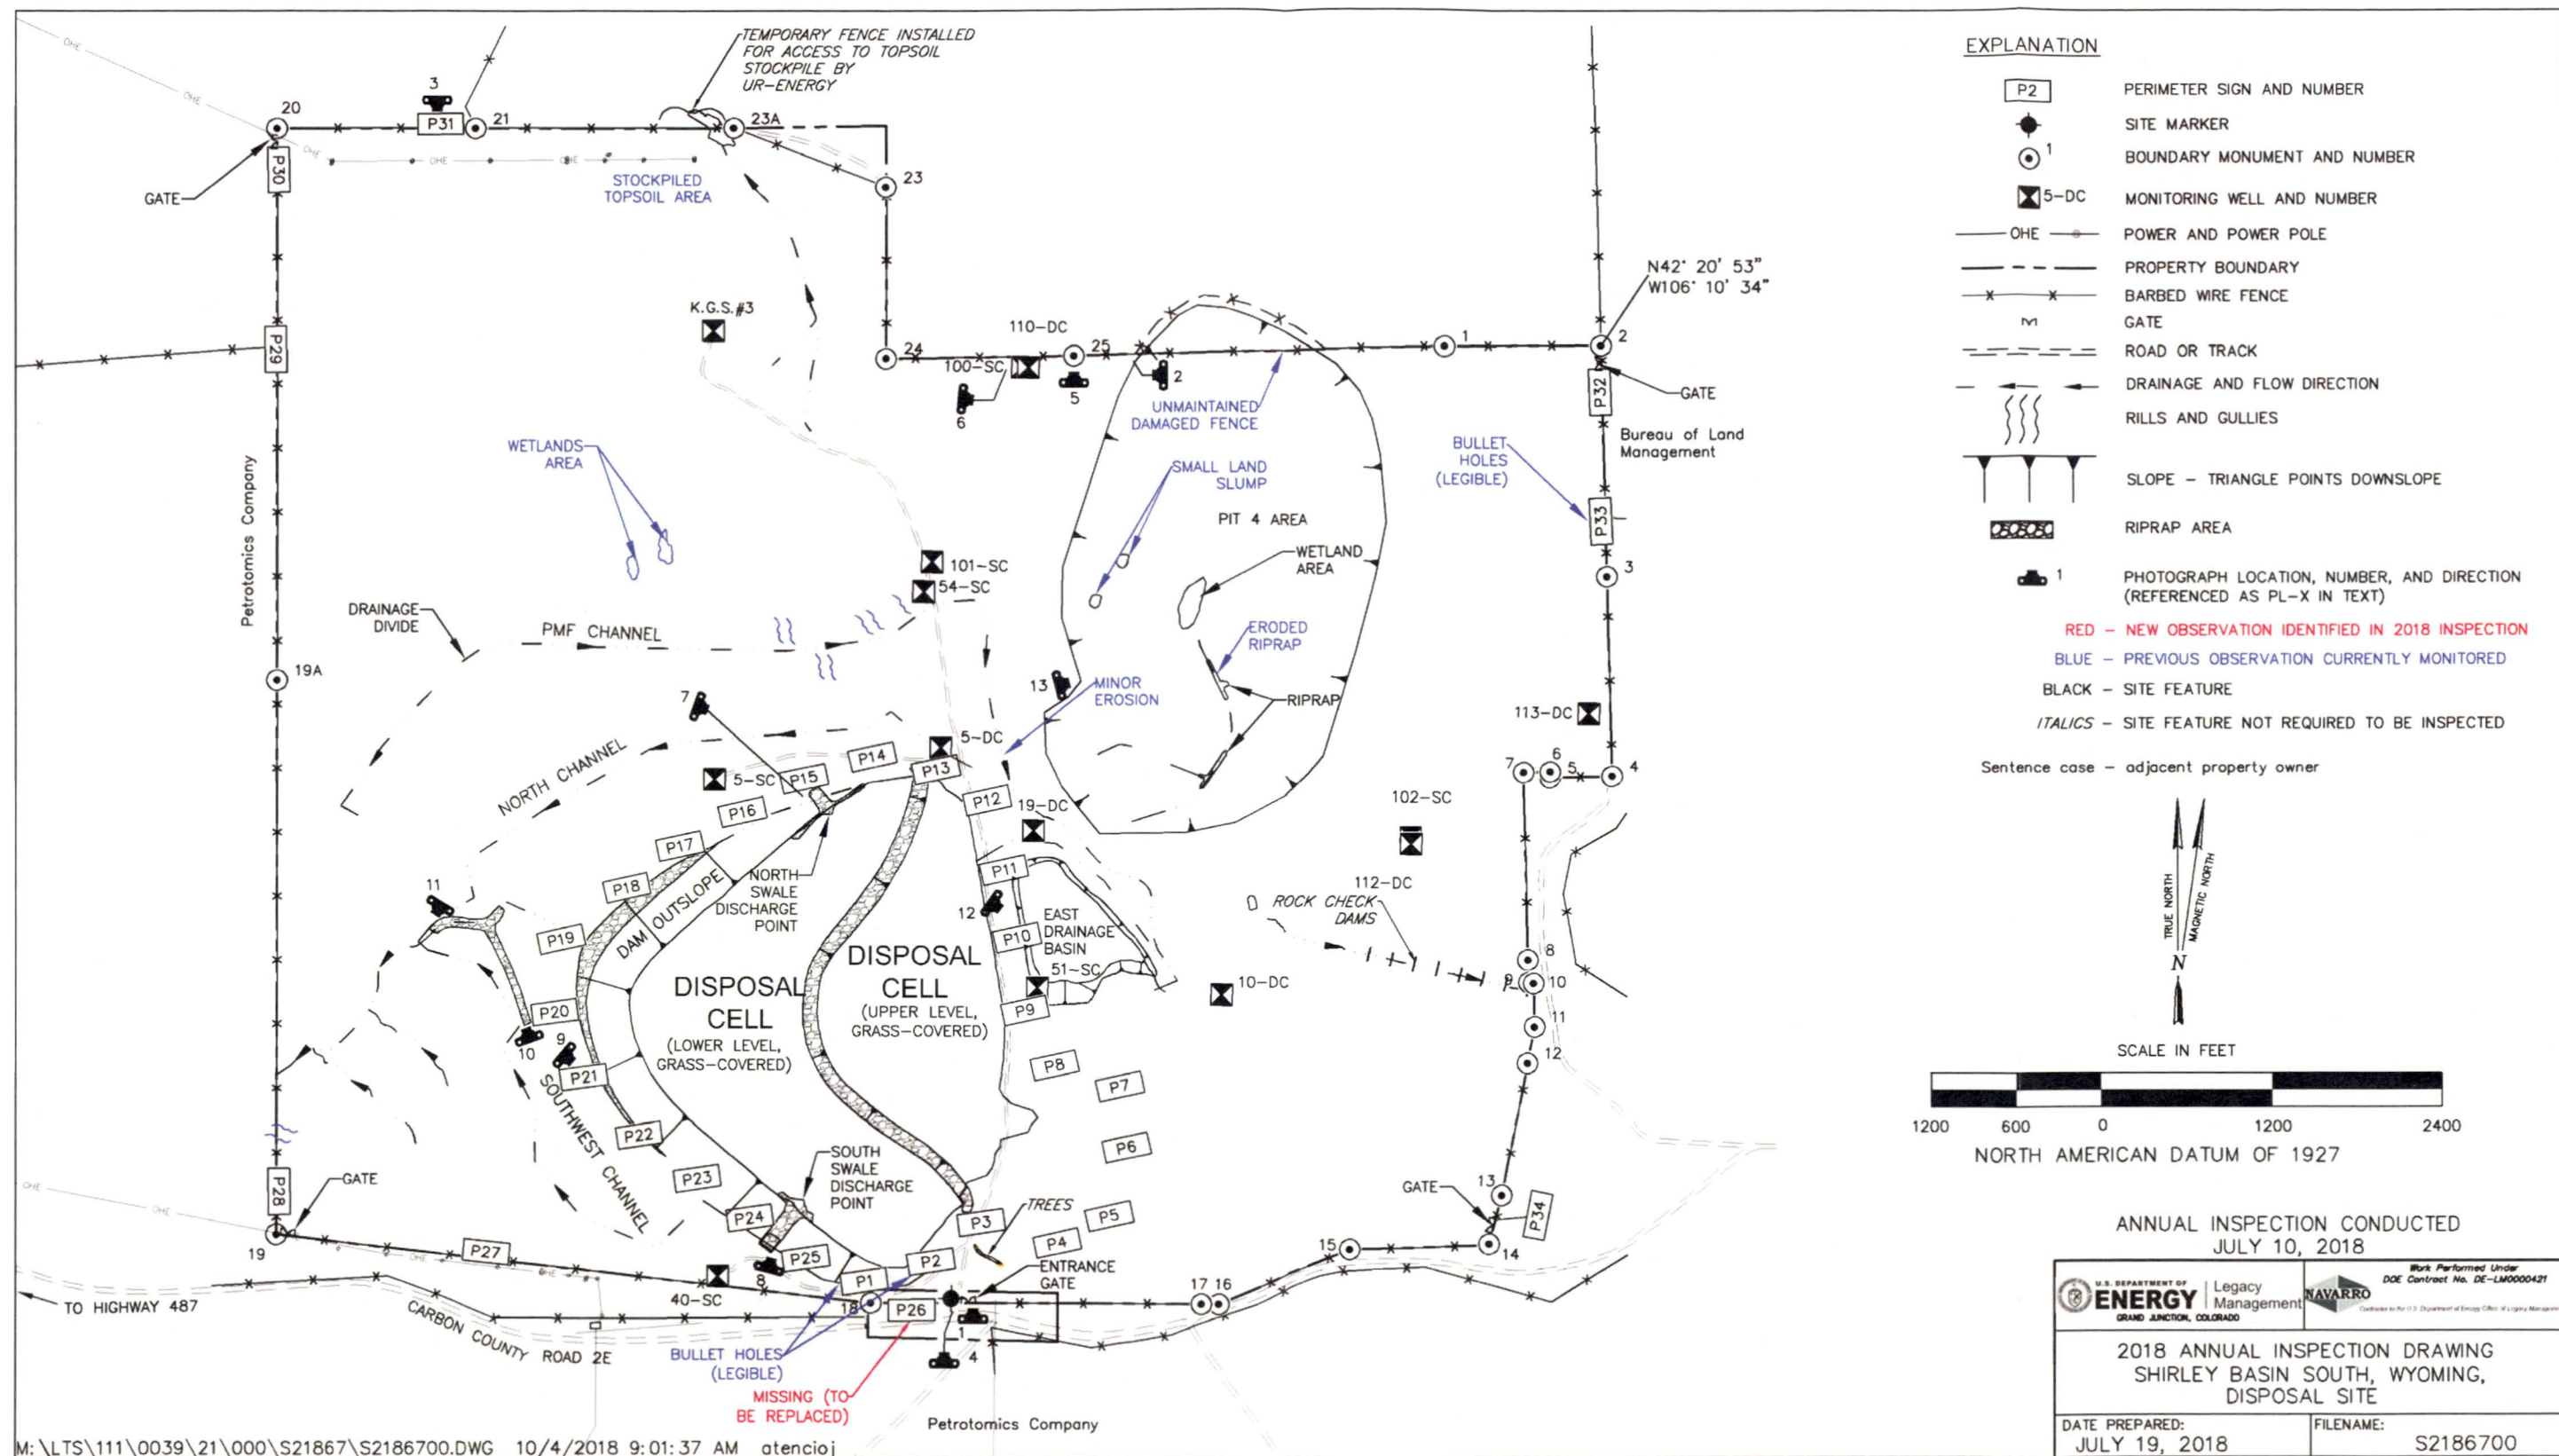 TEMPORARY FENCE INSTALLED
FOR ACCESS TO TOPSOIL
STOCKPILE BY
UR-ENERGY
OHE
OHE
20
3
P31
21
23A
OHE
OHE
OHE
P30
GATE
STOCKPILED
TOPSOIL AREA
23
K.G.S.#3
P29
110-DC
24
100-SC
25
1
2
N42° 20' 53"
W106° 10' 34"
6
5
2
P32
GATE
UNMAINTAINED
DAMAGED FENCE
Bureau of Land
Management
WETLANDS
AREA
SMALL LAND
SLUMP
BULLET
HOLES
(LEGIBLE)
PIT 4 AREA
P33
Petrotomics Company
WETLAND
AREA
101-SC
54-SC
3
DRAINAGE
DIVIDE
PMF CHANNEL
ERODED
RIPRAP
19A
7
13
MINOR
EROSION
RIPRAP
113-DC
NORTH CHANNEL
5-DC
5-SC
P15
P14
P13
7
6
5
4
P16
P12
19-DC
102-SC
P17
NORTH
SWALE
DISCHARGE
POINT
P11
P18
DAM OUTSLOPE
11
12
EAST
DRAINAGE
BASIN
112-DC
ROCK CHECK
DAMS
P19
P10
DISPOSAL
CELL
(UPPER LEVEL,
GRASS-COVERED)
51-SC
8
DISPOSAL
CELL
(LOWER LEVEL,
GRASS-COVERED)
10-DC
9
10
P20
P9
10
9
11
12
P21
P8
P7
SOUTHWEST CHANNEL
P22
P6
P28
GATE
P23
SOUTH
SWALE
DISCHARGE
POINT
GATE
13
P34
OHE
OHE
P24
P3
TREES
P5
19
P27
P25
P2
P4
15
14
OHE
OHE
8
P1
ENTRANCE
GATE
40-SC
18
P26
17
16
TO HIGHWAY 487
CARBON COUNTY ROAD 2E
1
4
BULLET HOLES
(LEGIBLE)
MISSING (TO
BE REPLACED)
Petrotomics Company
M:\LTS\111\0039\21\000\S21867\S2186700.DWG 10/4/2018 9:01:37 AM atencioj
EXPLANATION
P2 PERIMETER SIGN AND NUMBER
SITE MARKER
1 BOUNDARY MONUMENT AND NUMBER
5-DC MONITORING WELL AND NUMBER
OHE POWER AND POWER POLE
PROPERTY BOUNDARY
BARBED WIRE FENCE
GATE
ROAD OR TRACK
DRAINAGE AND FLOW DIRECTION
RILLS AND GULLIES
SLOPE - TRIANGLE POINTS DOWNSLOPE
RIPRAP AREA
1 PHOTOGRAPH LOCATION, NUMBER, AND DIRECTION
(REFERENCED AS PL-X IN TEXT)
RED - NEW OBSERVATION IDENTIFIED IN 2018 INSPECTION
BLUE - PREVIOUS OBSERVATION CURRENTLY MONITORED
BLACK - SITE FEATURE
ITALICS - SITE FEATURE NOT REQUIRED TO BE INSPECTED
Sentence case - adjacent property owner
TRUE NORTH
MAGNETIC NORTH
N
SCALE IN FEET
1200 600 0 1200 2400
NORTH AMERICAN DATUM OF 1927
ANNUAL INSPECTION CONDUCTED
JULY 10, 2018
U.S. DEPARTMENT OF
ENERGY
Legacy
Management
GRAND JUNCTION, COLORADO
NAVARRO
Work Performed Under
DOE Contract No. DE-LM0000421
Contractor to the U.S. Department of Energy Office of Legacy Management
2018 ANNUAL INSPECTION DRAWING
SHIRLEY BASIN SOUTH, WYOMING,
DISPOSAL SITE
DATE PREPARED:
JULY 19, 2018
FILENAME:
S2186700